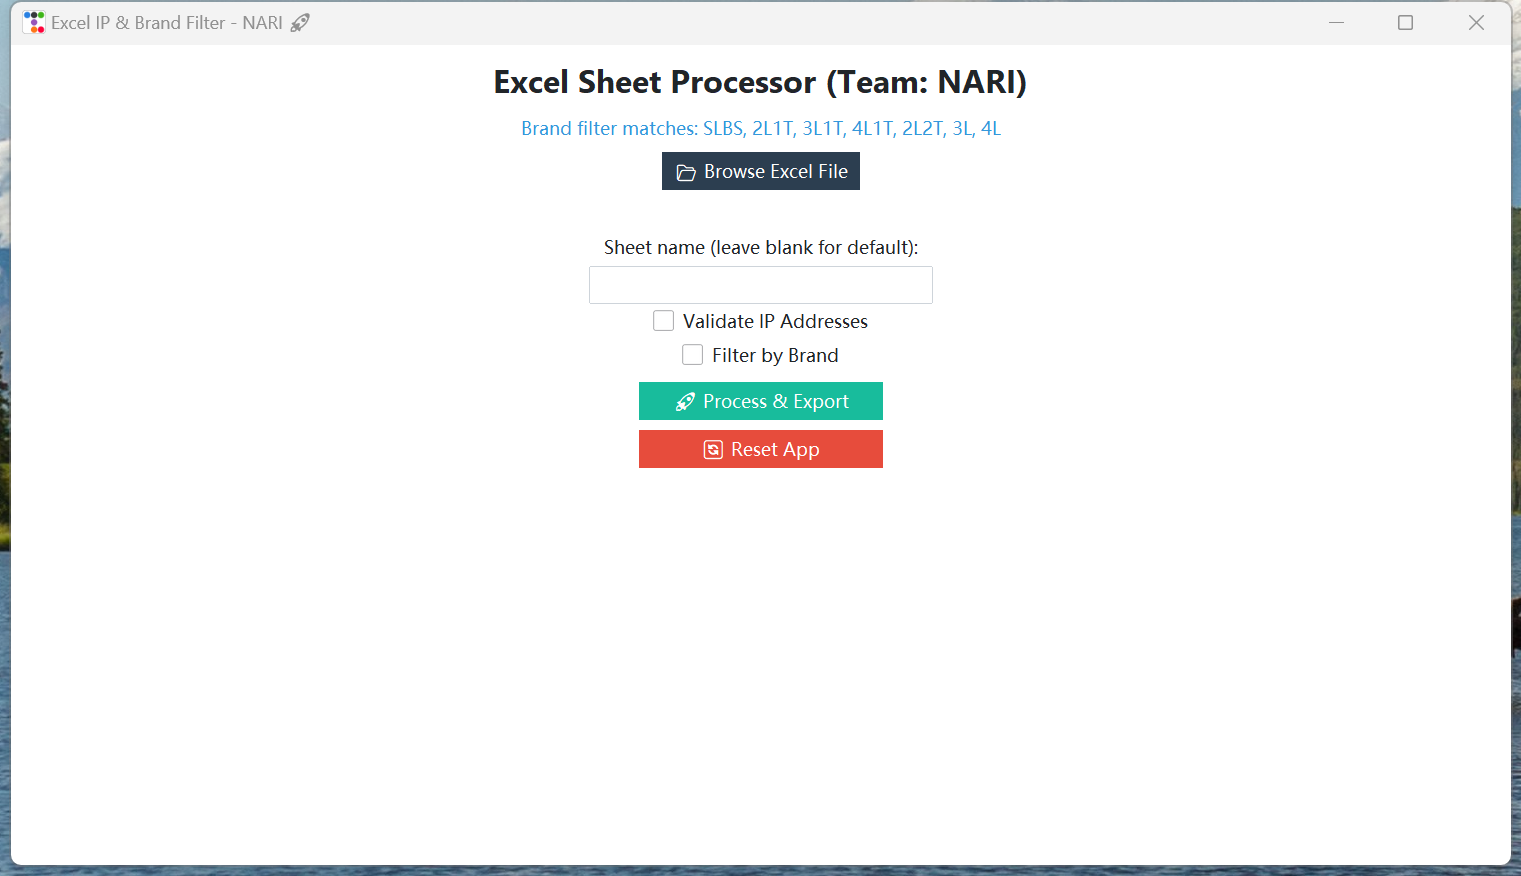 Excel IP & Brand Filter - NARI 🚀
Excel Sheet Processor (Team: NARI)
Brand filter matches: SLBS, 2L1T, 3L1T, 4L1T, 2L2T, 3L, 4L
Browse Excel File
Sheet name (leave blank for default):
Validate IP Addresses
Filter by Brand
🚀 Process & Export
Reset App